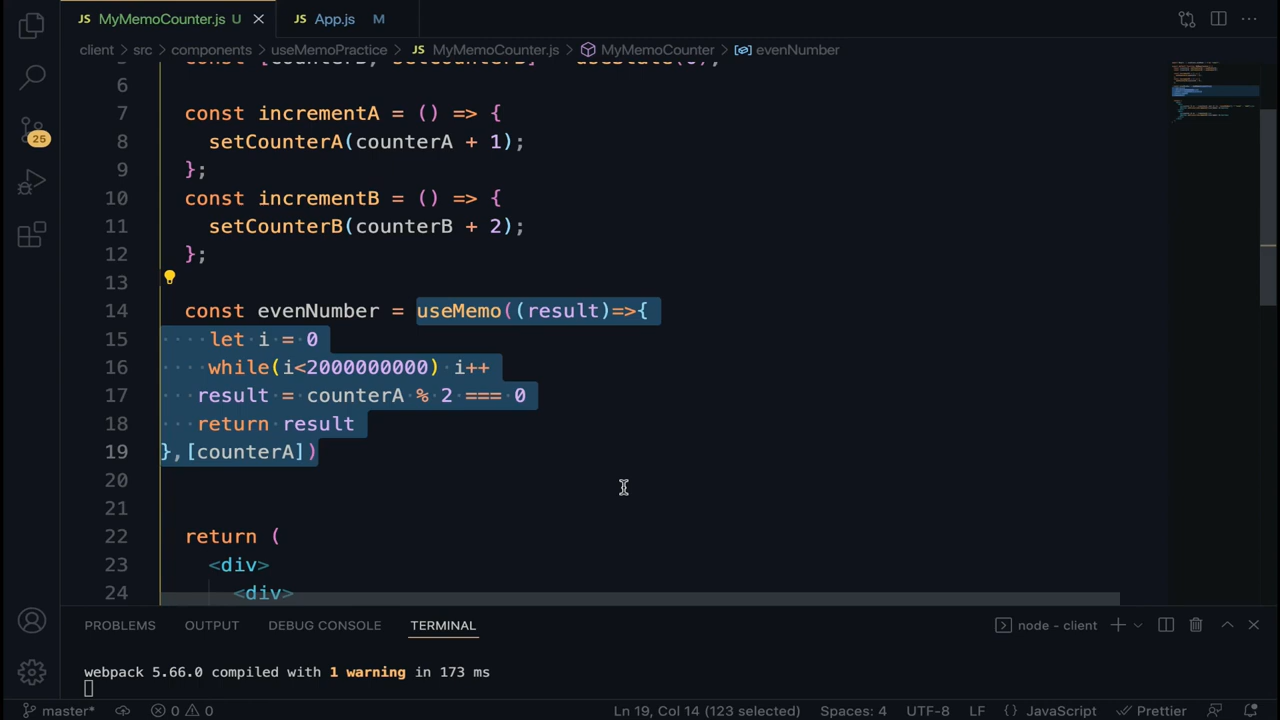 JS MyMemoCounter.js U
JS App.js M
client > src > components > useMemoPractice > JS MyMemoCounter.js > MyMemoCounter > evenNumber
const [counterB, setCounterB] = useState(0);
6
7 const incrementA = () => {
8 setCounterA(counterA + 1);
9 };
10 const incrementB = () => {
11 setCounterB(counterB + 2);
12 };
13
14 const evenNumber = useMemo((result)=>{
15 let i = 0
16 while(i<2000000000) i++
17 result = counterA % 2 === 0
18 return result
19 },[counterA])
20
21
22 return (
23 <div>
24 <div>
25
PROBLEMS OUTPUT DEBUG CONSOLE TERMINAL
node - client
webpack 5.66.0 compiled with 1 warning in 173 ms
master* 0 0 Ln 19, Col 14 (123 selected) Spaces: 4 UTF-8 LF {} JavaScript Prettier